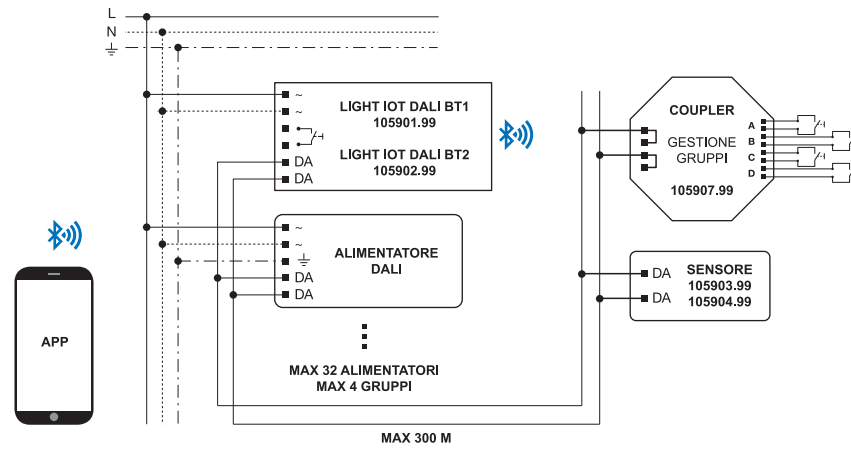 L
N
~
~
DA
DA
LIGHT IOT DALI BT1
105901.99
LIGHT IOT DALI BT2
105902.99
~
~
DA
DA
ALIMENTATORE
DALI
MAX 32 ALIMENTATORI
MAX 4 GRUPPI
MAX 300 M
APP
COUPLER
GESTIONE
GRUPPI
105907.99
A
B
C
D
DA
DA
SENSORE
105903.99
105904.99